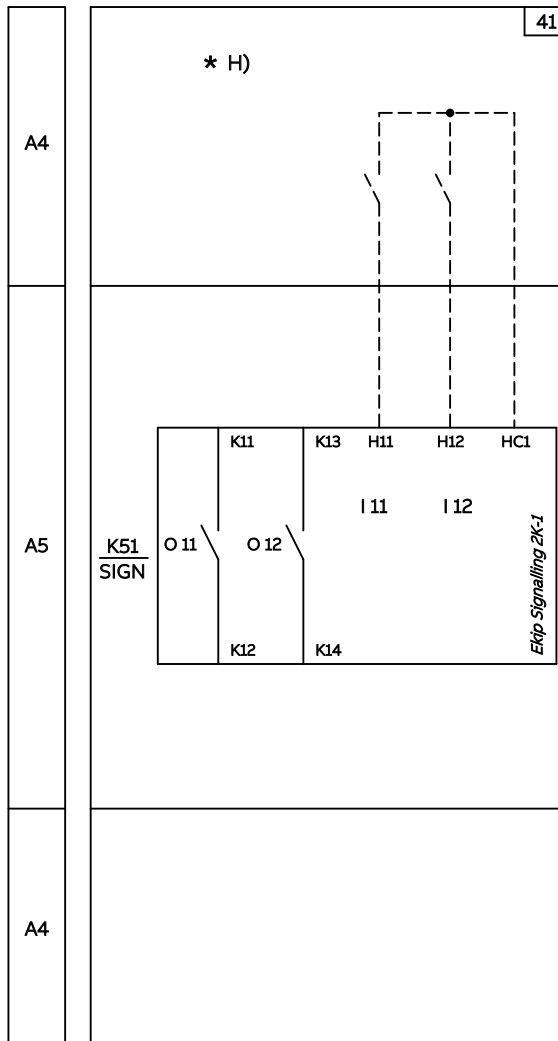 41
* H)
A4
K11 K13 H11 H12 HC1
I 11 I 12
A5
K51
SIGN
O 11 O 12
Ekip Signalling 2K-1
K12 K14
A4